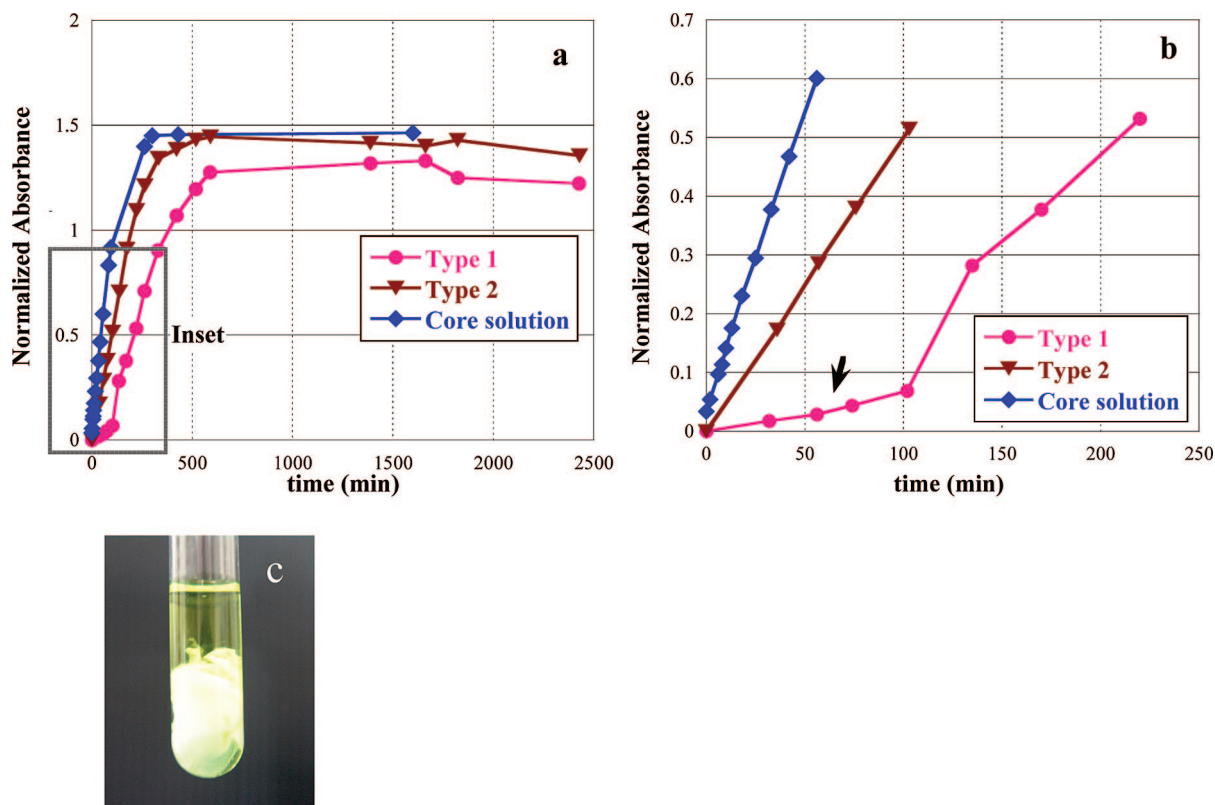 a
2
1.5
1
0.5
0
Normalized Absorbance
0 500 1000 1500 2000 2500
time (min)
Inset
Type 1
Type 2
Core solution
b
0.7
0.6
0.5
0.4
0.3
0.2
0.1
0
Normalized Absorbance
0 50 100 150 200 250
time (min)
Type 1
Type 2
Core solution
c